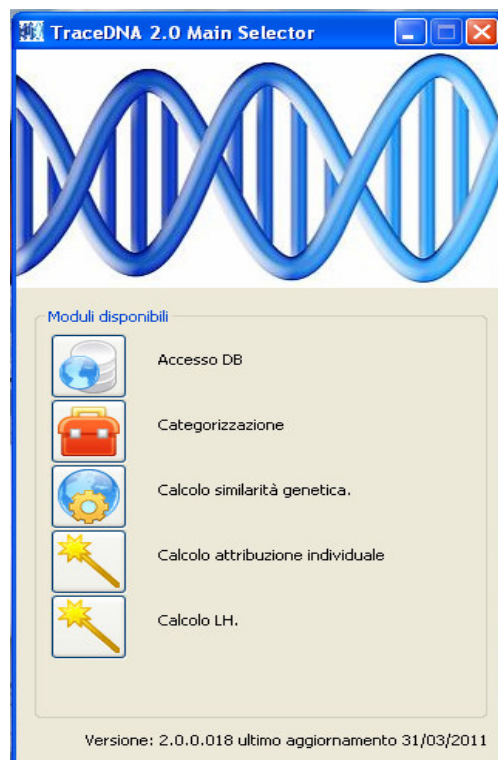 TraceDNA 2.0 Main Selector
Moduli disponibili
Accesso DB
Categorizzazione
Calcolo similarità genetica.
Calcolo attribuzione individuale
Calcolo LH.
Versione: 2.0.0.018 ultimo aggiornamento 31/03/2011